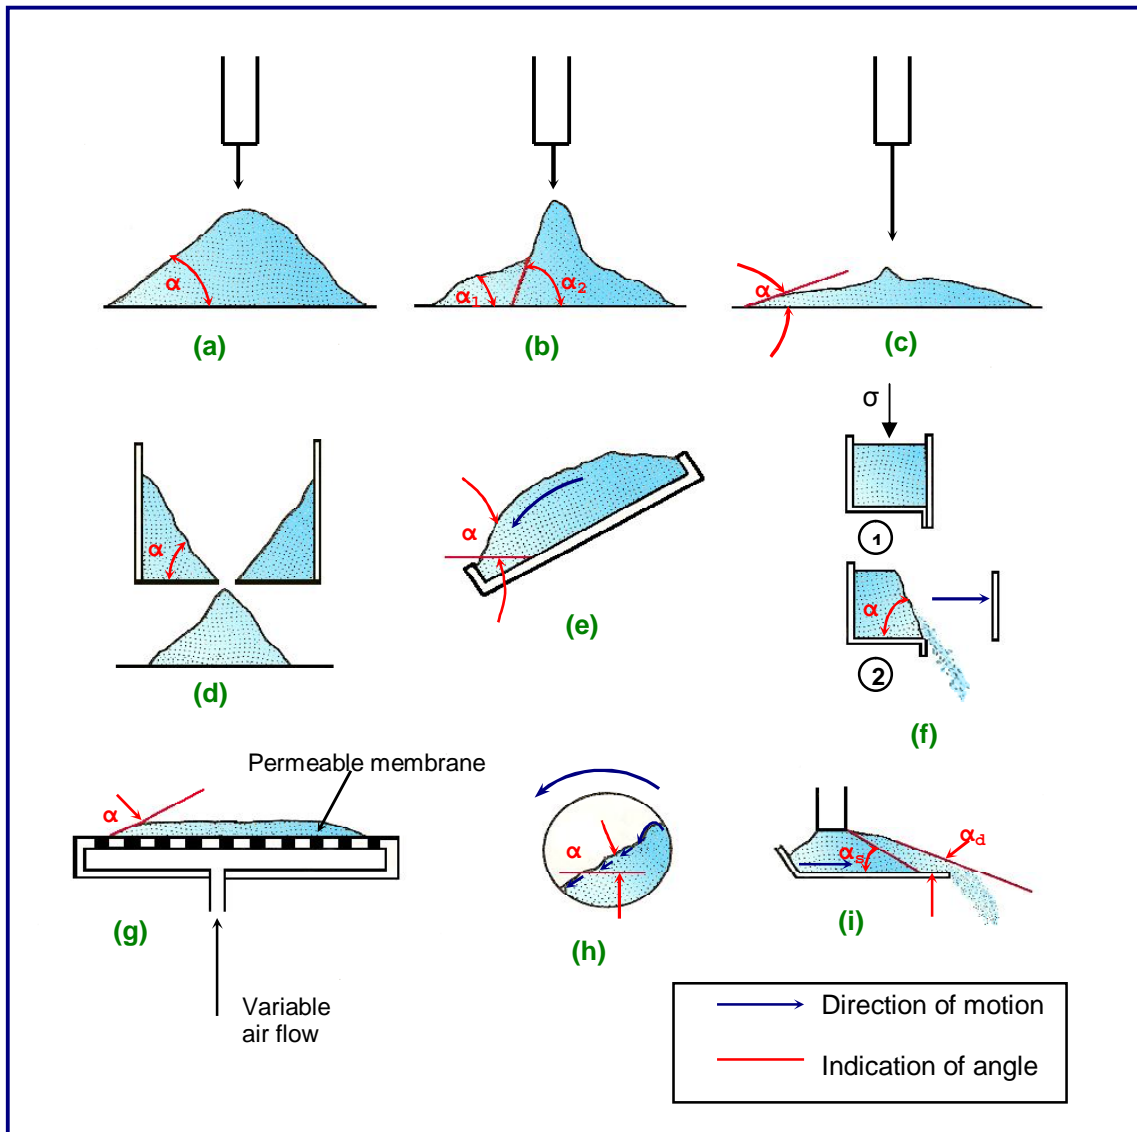 α
(a)
α1
α2
(b)
α
(c)
α
(d)
α
(e)
σ
1
α
2
(f)
Permeable membrane
α
(g)
Variable
air flow
α
(h)
αs
αd
(i)
Direction of motion
Indication of angle